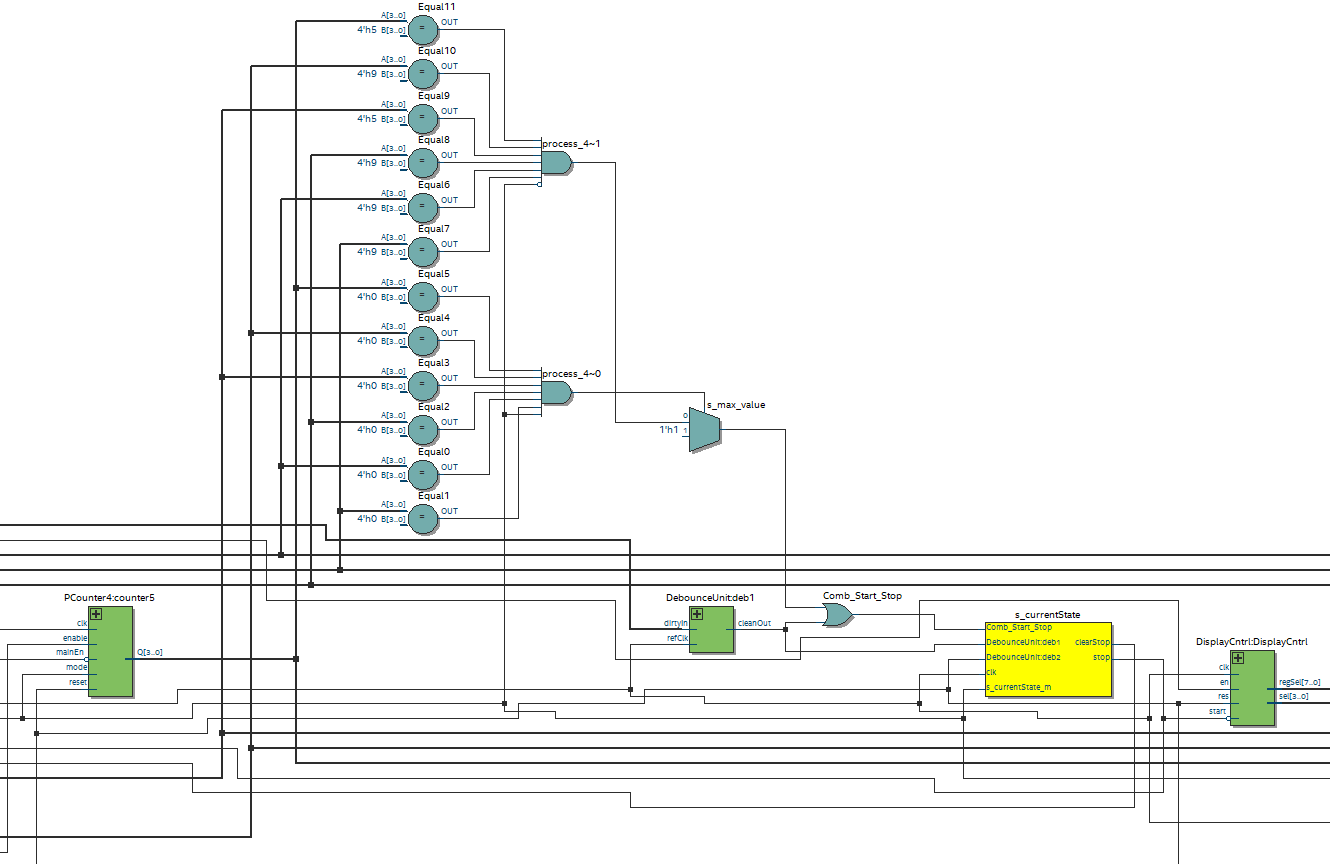 Equal11
A[3..0] OUT
4'h5 B[3..0] =
Equal10
A[3..0] OUT
4'h9 B[3..0] =
Equal9
A[3..0] OUT
4'h5 B[3..0] =
Equal8
A[3..0] OUT
4'h9 B[3..0] =
process_4~1
Equal6
A[3..0] OUT
4'h9 B[3..0] =
Equal7
A[3..0] OUT
4'h9 B[3..0] =
Equal5
A[3..0] OUT
4'h0 B[3..0] =
Equal4
A[3..0] OUT
4'h0 B[3..0] =
Equal3
A[3..0] OUT
4'h0 B[3..0] =
process_4~0
Equal2
A[3..0] OUT
4'h0 B[3..0] =
s_max_value
0
1'h1 1
Equal0
A[3..0] OUT
4'h0 B[3..0] =
Equal1
A[3..0] OUT
4'h0 B[3..0] =
PCounter4:counter5
clk
enable
mainEn Q[3..0]
mode
reset
DebounceUnit:deb1
dirtyIn cleanOut
refClk
Comb_Start_Stop
s_currentState
Comb_Start_Stop
DebounceUnit:deb1 clearStop
DebounceUnit:deb2 stop
clk
s_currentState_m
DisplayCntrl:DisplayCntrl
clk
en regSel[7..0]
res sel[3..0]
start